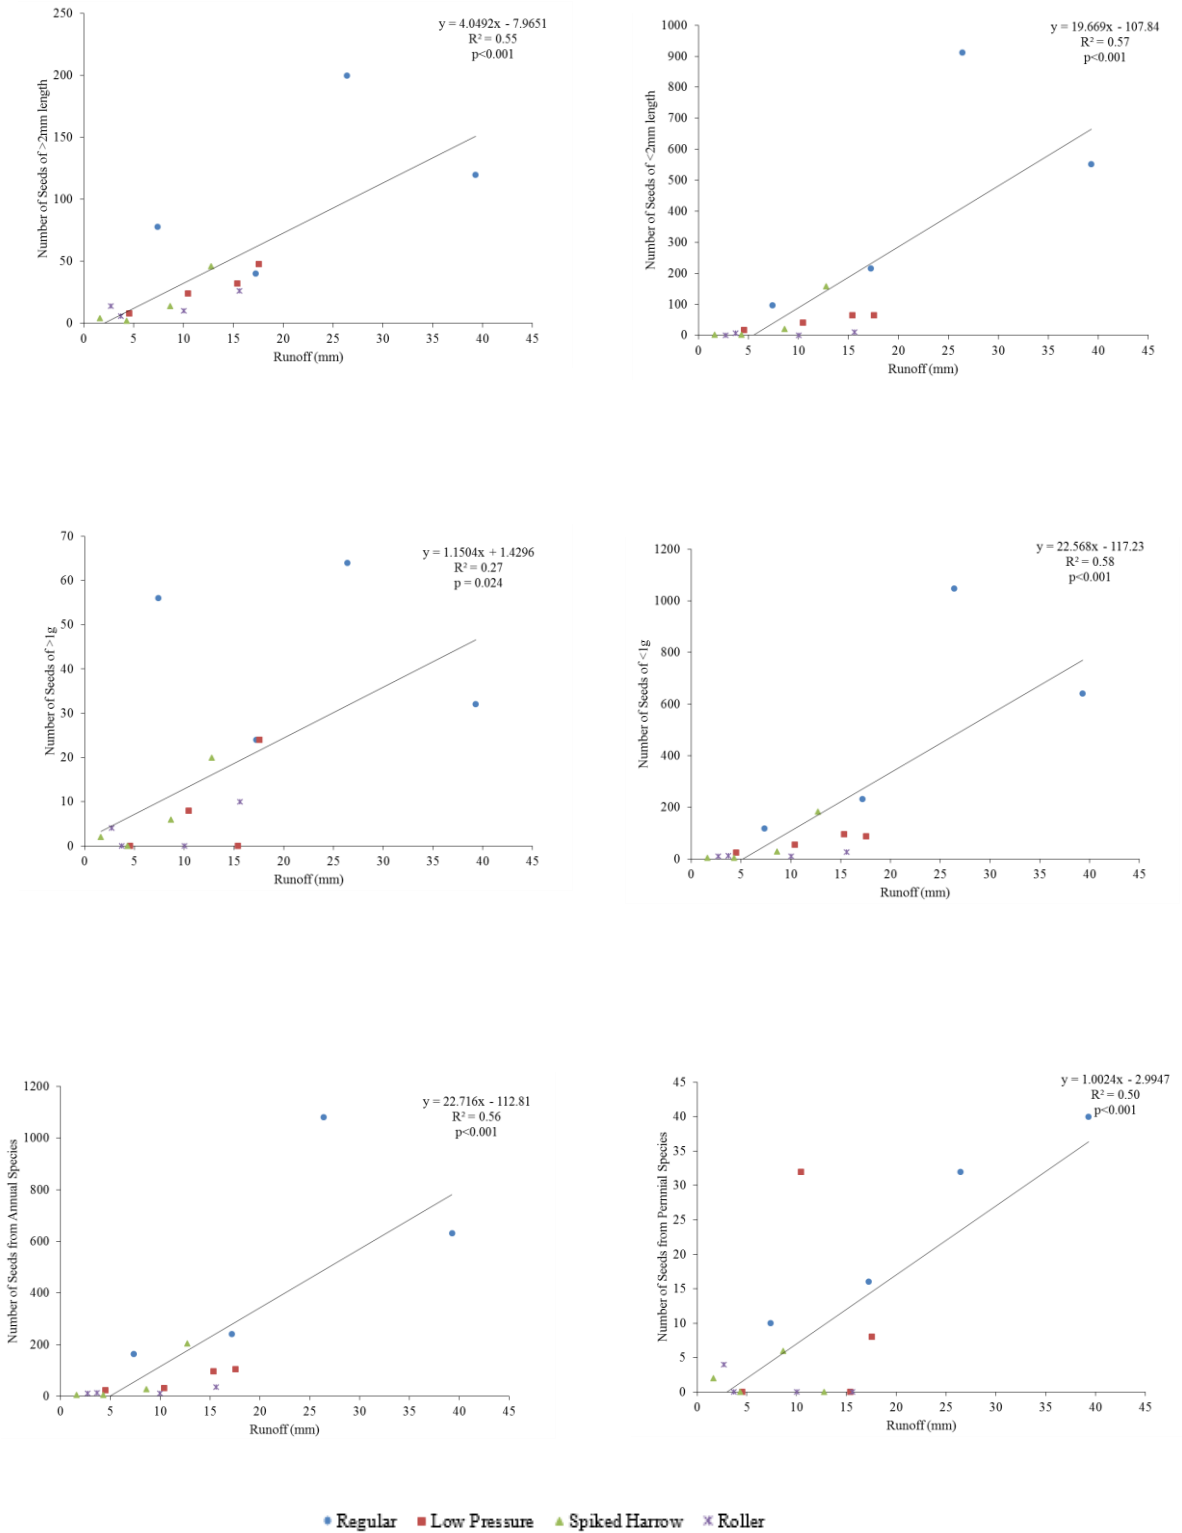 y = 4.0492x - 7.9651
R² = 0.55
p<0.001
Number of Seeds of >2mm length
250
200
150
100
50
0
0 5 10 15 20 25 30 35 40 45
Runoff (mm)
y = 19.669x - 107.84
R² = 0.57
p<0.001
Number of Seeds of <2mm length
1000
900
800
700
600
500
400
300
200
100
0
0 5 10 15 20 25 30 35 40 45
Runoff (mm)
y = 1.1504x + 1.4296
R² = 0.27
p = 0.024
Number of Seeds of >1g
70
60
50
40
30
20
10
0
0 5 10 15 20 25 30 35 40 45
Runoff (mm)
y = 22.568x - 117.23
R² = 0.58
p<0.001
Number of Seeds of <1g
1200
1000
800
600
400
200
0
0 5 10 15 20 25 30 35 40 45
Runoff (mm)
y = 22.716x - 112.81
R² = 0.56
p<0.001
Number of Seeds from Annual Species
1200
1000
800
600
400
200
0
0 5 10 15 20 25 30 35 40 45
Runoff (mm)
y = 1.0024x - 2.9947
R² = 0.50
p<0.001
Number of Seeds from Pernnial Species
45
40
35
30
25
20
15
10
5
0
0 5 10 15 20 25 30 35 40 45
Runoff (mm)
Regular Low Pressure Spiked Harrow Roller